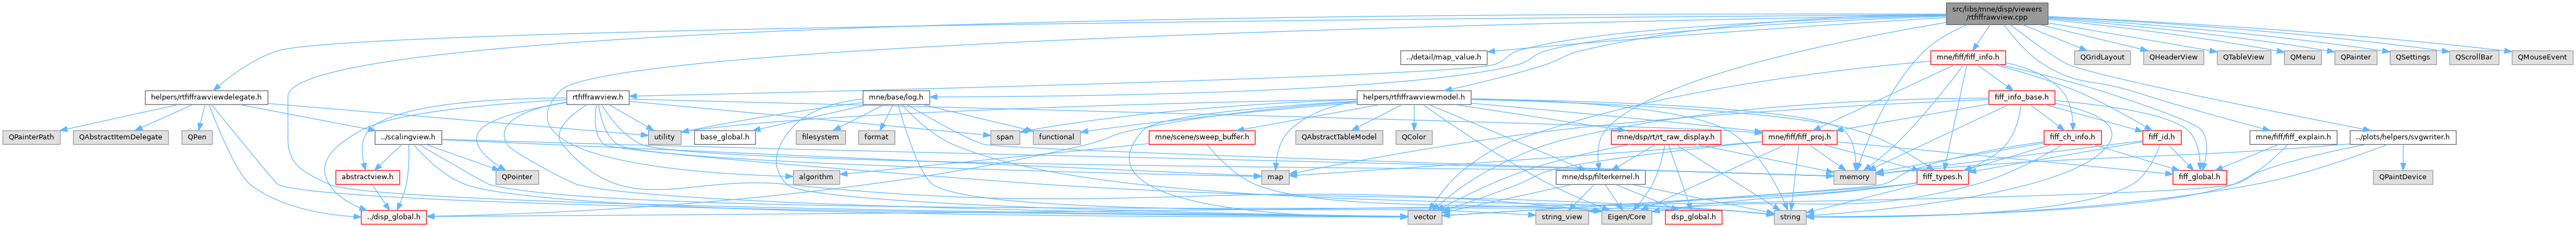 src/libs/mne/disp/viewers
/rtfiffrawview.cpp
../detail/map_value.h
mne/fiff/fiff_info.h
QGridLayout
QHeaderView
QTableView
QMenu
QPainter
QSettings
QScrollBar
QMouseEvent
helpers/rtfiffrawviewdelegate.h
rtfiffrawview.h
mne/base/log.h
helpers/rtfiffrawviewmodel.h
fiff_info_base.h
QPainterPath
QAbstractItemDelegate
QPen
../scalingview.h
utility
base_global.h
filesystem
format
span
functional
mne/scene/sweep_buffer.h
QAbstractTableModel
QColor
mne/dsp/rt/rt_raw_display.h
mne/fiff/fiff_proj.h
fiff_ch_info.h
fiff_id.h
mne/fiff/fiff_explain.h
../plots/helpers/svgwriter.h
abstractview.h
QPointer
algorithm
map
mne/dsp/filterkernel.h
memory
fiff_types.h
fiff_global.h
QPaintDevice
../disp_global.h
vector
string_view
Eigen/Core
dsp_global.h
string